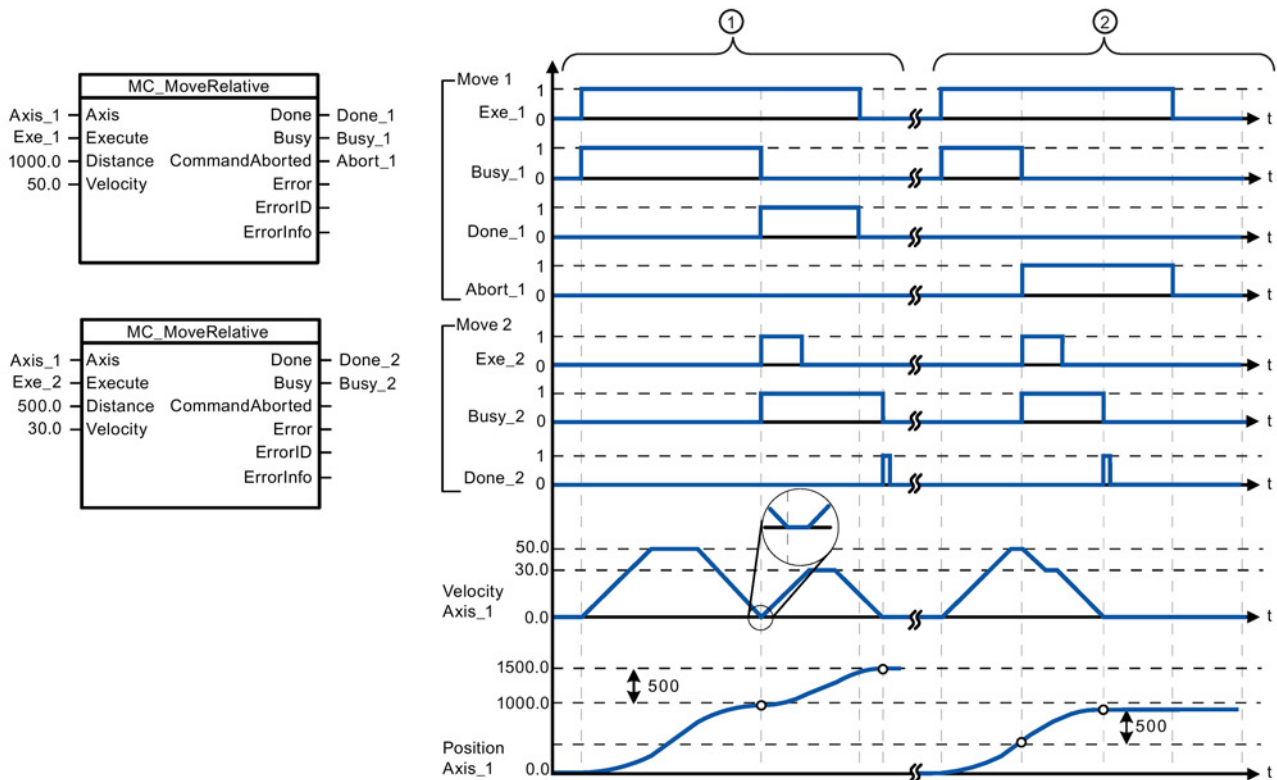 1
2
MC_MoveRelative
Axis_1 Axis Done Done_1
Exe_1 Execute Busy Busy_1
1000.0 Distance CommandAborted Abort_1
50.0 Velocity Error
ErrorID
ErrorInfo
MC_MoveRelative
Axis_1 Axis Done Done_2
Exe_2 Execute Busy Busy_2
500.0 Distance CommandAborted
30.0 Velocity Error
ErrorID
ErrorInfo
Move 1
1
Exe_1 0 t
1
Busy_1 0 t
1
Done_1 0 t
1
Abort_1 0 t
Move 2
1
Exe_2 0 t
1
Busy_2 0 t
1
Done_2 0 t
50.0
30.0
Velocity
Axis_1 0.0 t
1500.0
500
1000.0
500
Position
Axis_1 0.0 t